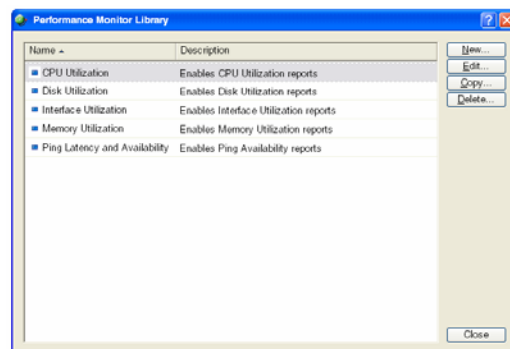 Performance Monitor Library
Name Description
CPU Utilization Enables CPU Utilization reports
Disk Utilization Enables Disk Utilization reports
Interface Utilization Enables Interface Utilization reports
Memory Utilization Enables Memory Utilization reports
Ping Latency and Availability Enables Ping Availability reports
New...
Edit...
Copy...
Delete...
Close